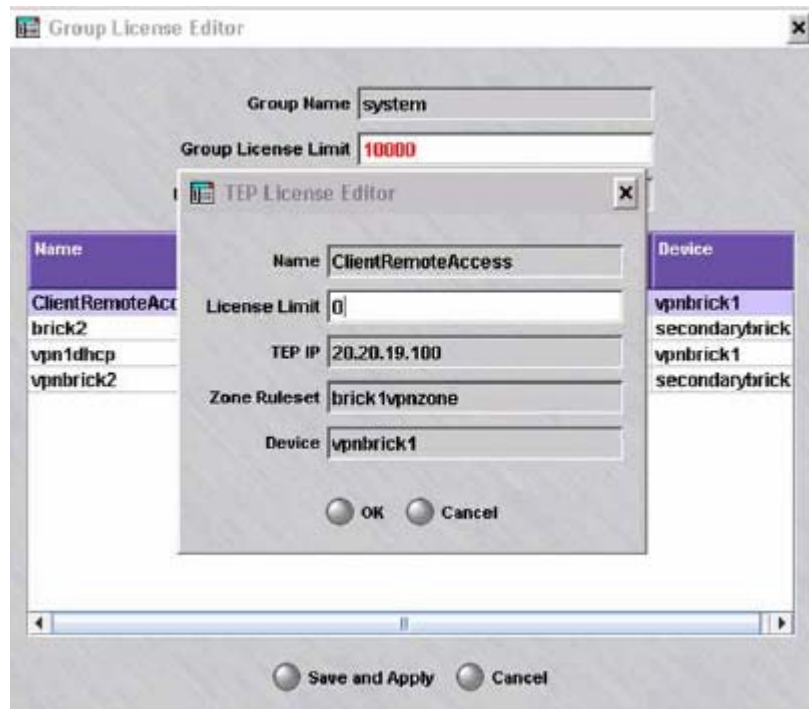 Group License Editor
Group Name system
Group License Limit 10000
TEP License Editor
Name ClientRemoteAccess
License Limit 0
TEP IP 20.20.19.100
Zone Ruleset brick1vpnzone
Device vpnbrick1
OK Cancel
Name Device
ClientRemoteAcc vpnbrick1
brick2 secondarybrick
vpn1dhcp vpnbrick1
vpnbrick2 secondarybrick
Save and Apply Cancel